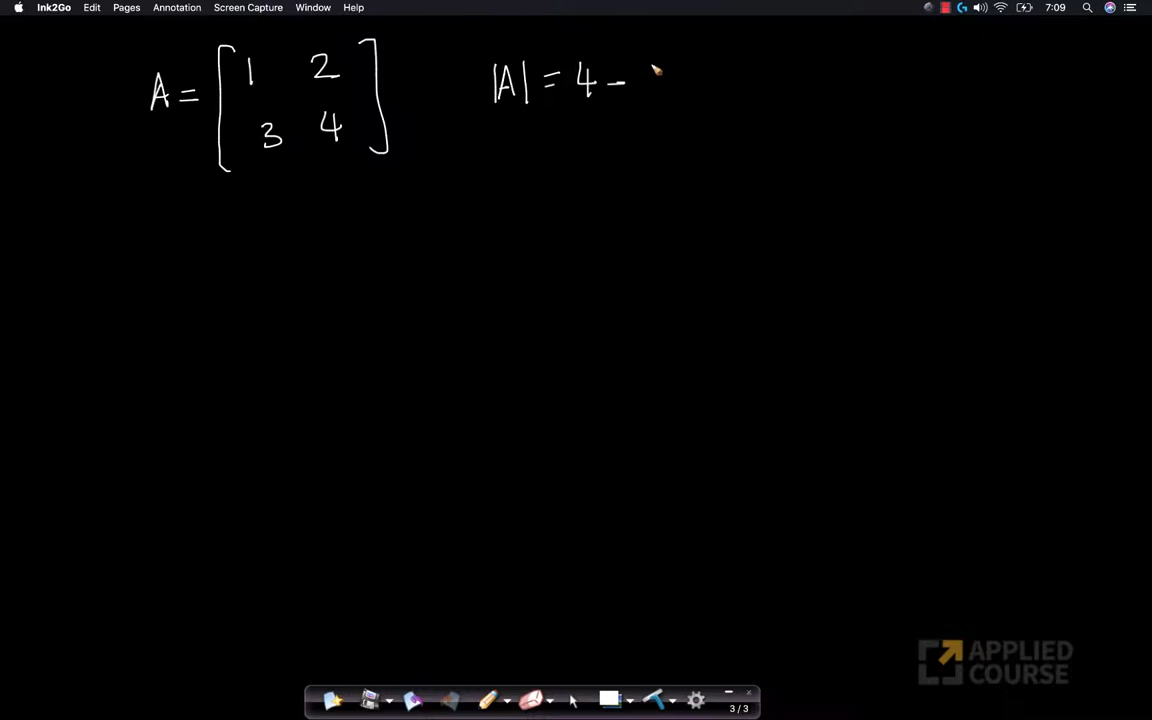 Ink2Go Edit Pages Annotation Screen Capture Window Help 7:09
A = [ 1 2
3 4 ]
|A| = 4 -
APPLIED
COURSE
3 / 3